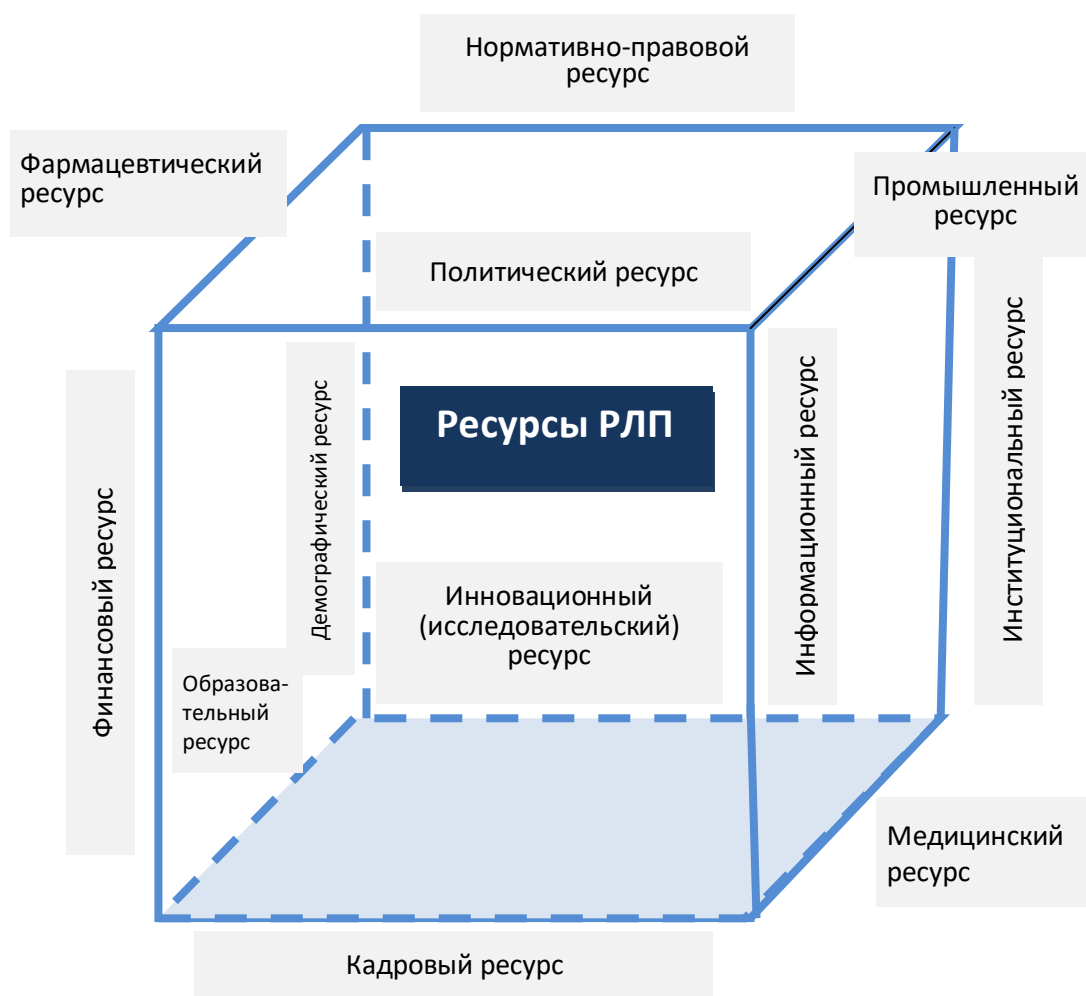 Нормативно-правовой
ресурс
Фармацевтический
ресурс
Промышленный
ресурс
Политический ресурс
Финансовый ресурс
Демографический ресурс
Ресурсы РЛП
Информационный ресурс
Институциональный ресурс
Инновационный
(исследовательский)
ресурс
Образова-
тельный
ресурс
Медицинский
ресурс
Кадровый ресурс